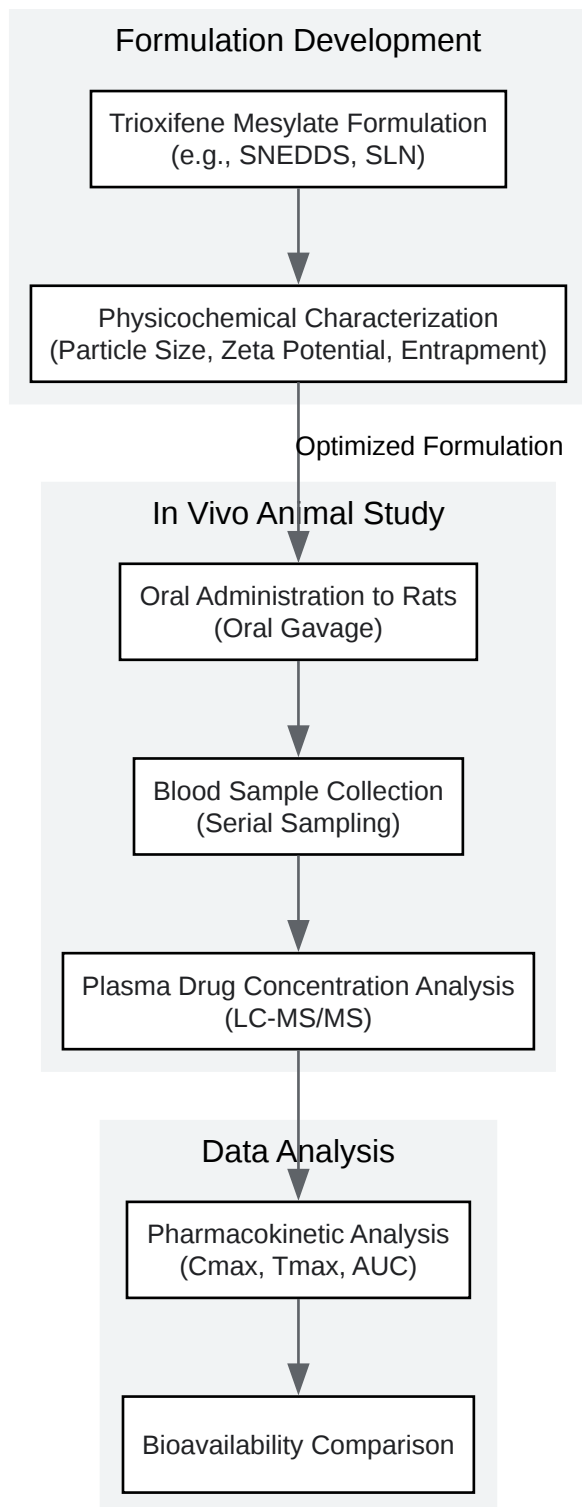 Formulation Development
Trioxifene Mesylate Formulation
(e.g., SNEDDS, SLN)
Physicochemical Characterization
(Particle Size, Zeta Potential, Entrapment)
Optimized Formulation
In Vivo Animal Study
Oral Administration to Rats
(Oral Gavage)
Blood Sample Collection
(Serial Sampling)
Plasma Drug Concentration Analysis
(LC-MS/MS)
Data Analysis
Pharmacokinetic Analysis
(Cmax, Tmax, AUC)
Bioavailability Comparison